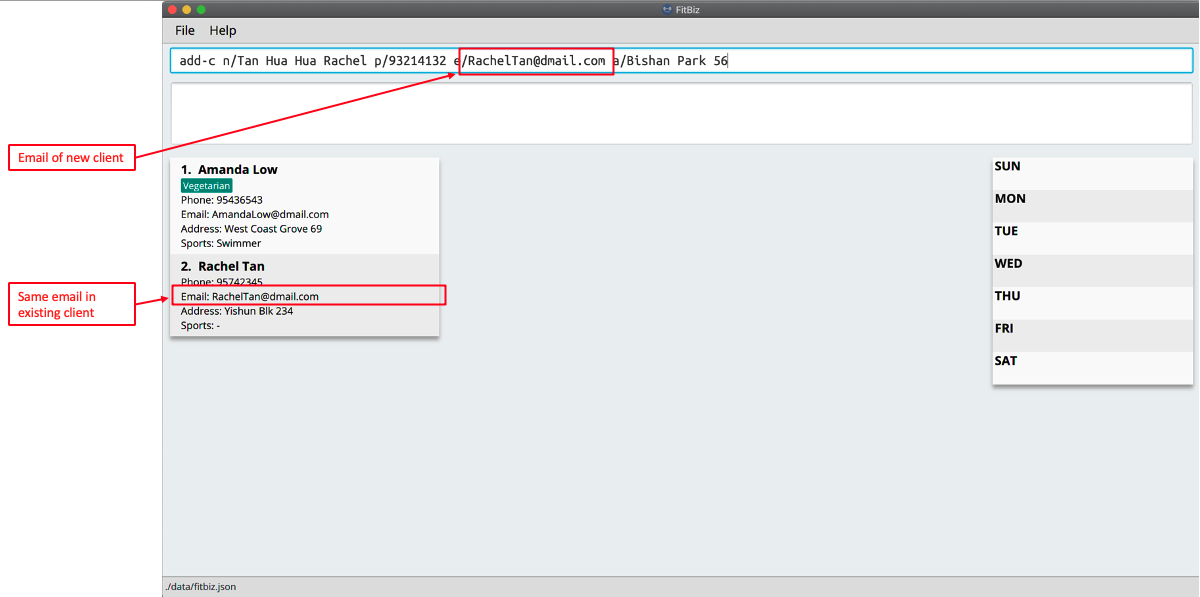 FitBiz
File Help
add-c n/Tan Hua Hua Rachel p/93214132 e/RachelTan@dmail.com a/Bishan Park 56
Email of new client
1. Amanda Low
Vegetarian
Phone: 95436543
Email: AmandaLow@dmail.com
Address: West Coast Grove 69
Sports: Swimmer
2. Rachel Tan
Phone: 95742345
Email: RachelTan@dmail.com
Address: Yishun Blk 234
Sports: -
Same email in
existing client
SUN
MON
TUE
WED
THU
FRI
SAT
./data/fitbiz.json